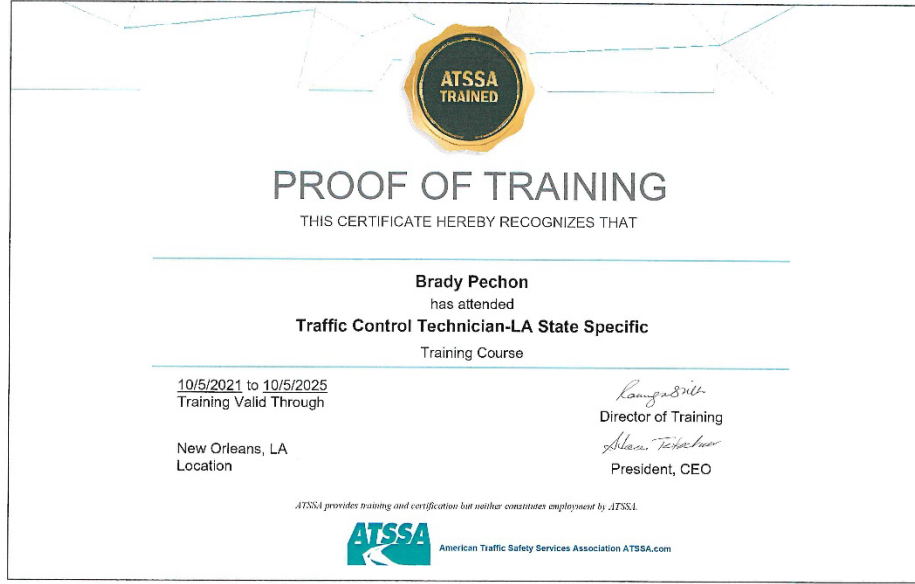 ATSSA
TRAINED
PROOF OF TRAINING
THIS CERTIFICATE HEREBY RECOGNIZES THAT
Brady Pechon
has attended
Traffic Control Technician-LA State Specific
Training Course
10/5/2021 to 10/5/2025
Training Valid Through
Director of Training
New Orleans, LA
Location
President, CEO
ATSSA provides training and certification but neither constitutes employment by ATSSA.
ATSSA
American Traffic Safety Services Association ATSSA.com